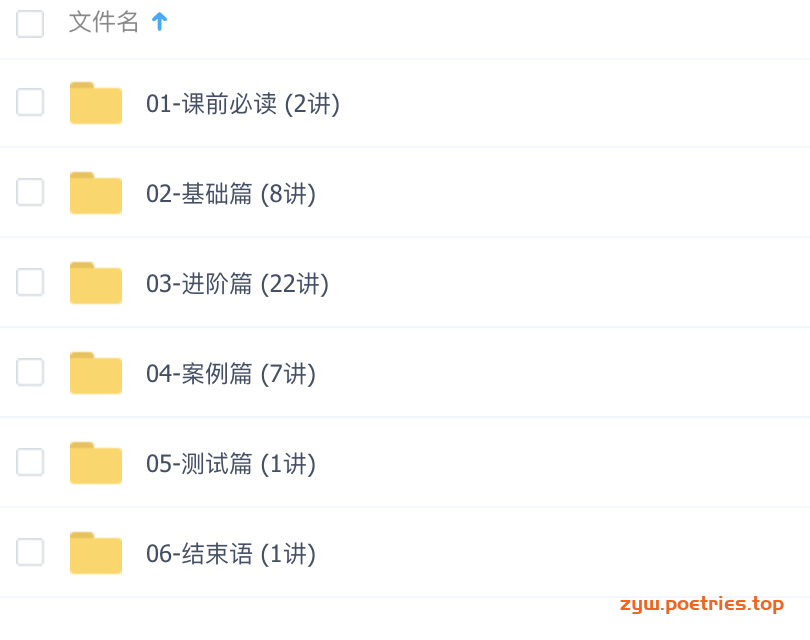 文件名
01-课前必读 (2讲)
02-基础篇 (8讲)
03-进阶篇 (22讲)
04-案例篇 (7讲)
05-测试篇 (1讲)
06-结束语 (1讲)
zyw.poetries.top